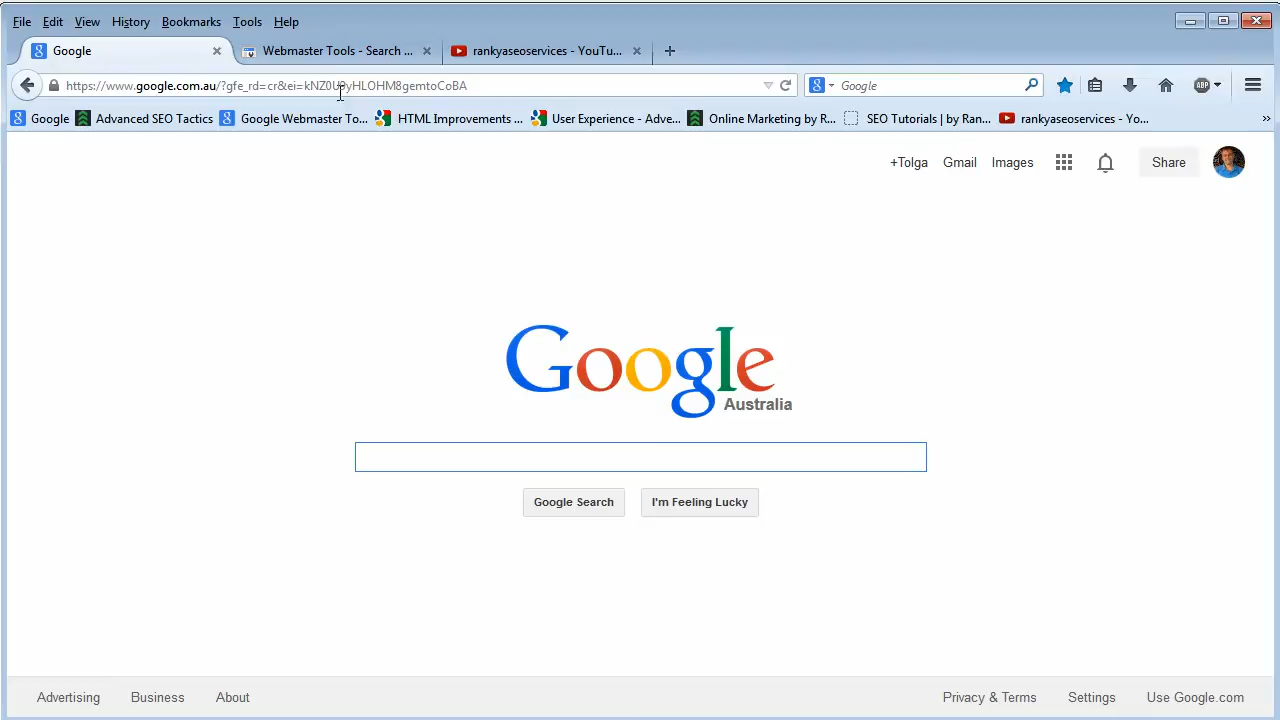 File Edit View History Bookmarks Tools Help
Google Webmaster Tools - Search ... rankyaseoservices - YouTu...
https://www.google.com.au/?gfe_rd=cr&ei=kNZ0U9yHLOHM8gemtoCoBA Google ABP
Google Advanced SEO Tactics Google Webmaster To... HTML Improvements ... User Experience - Adve... Online Marketing by R... SEO Tutorials | by Ran... rankyaseoservices - Yo...
+Tolga Gmail Images Share
Google
Australia
Google Search I'm Feeling Lucky
Advertising Business About Privacy & Terms Settings Use Google.com